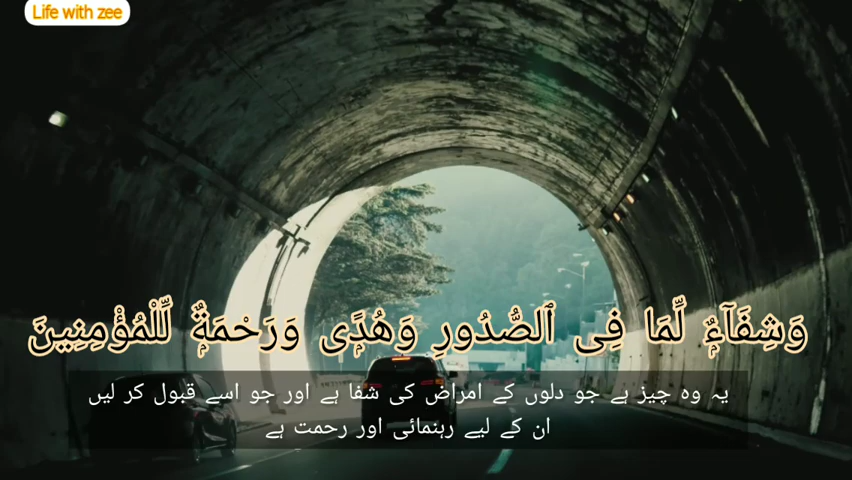 Life with zee
وَشِفَآءٌ لِّمَا فِى ٱلصُّدُورِ وَهُدًى وَرَحْمَةٌ لِّلْمُؤْمِنِينَ
یہ وہ چیز ہے جو دلوں کے امراض کی شفا ہے اور جو اسے قبول کر لیں
ان کے لیے رہنمائی اور رحمت ہے